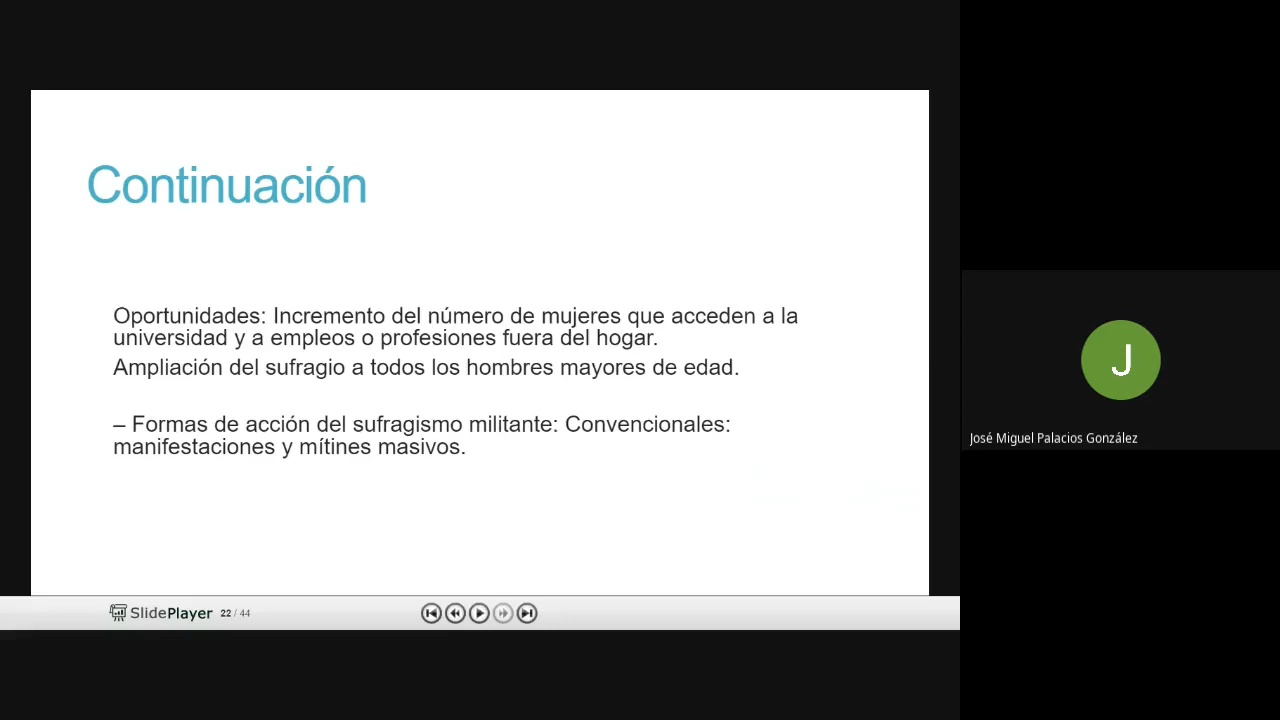 Continuación
Oportunidades: Incremento del número de mujeres que acceden a la
universidad y a empleos o profesiones fuera del hogar.
Ampliación del sufragio a todos los hombres mayores de edad.
– Formas de acción del sufragismo militante: Convencionales:
manifestaciones y mítines masivos.
J
José Miguel Palacios González
SlidePlayer 22 / 44